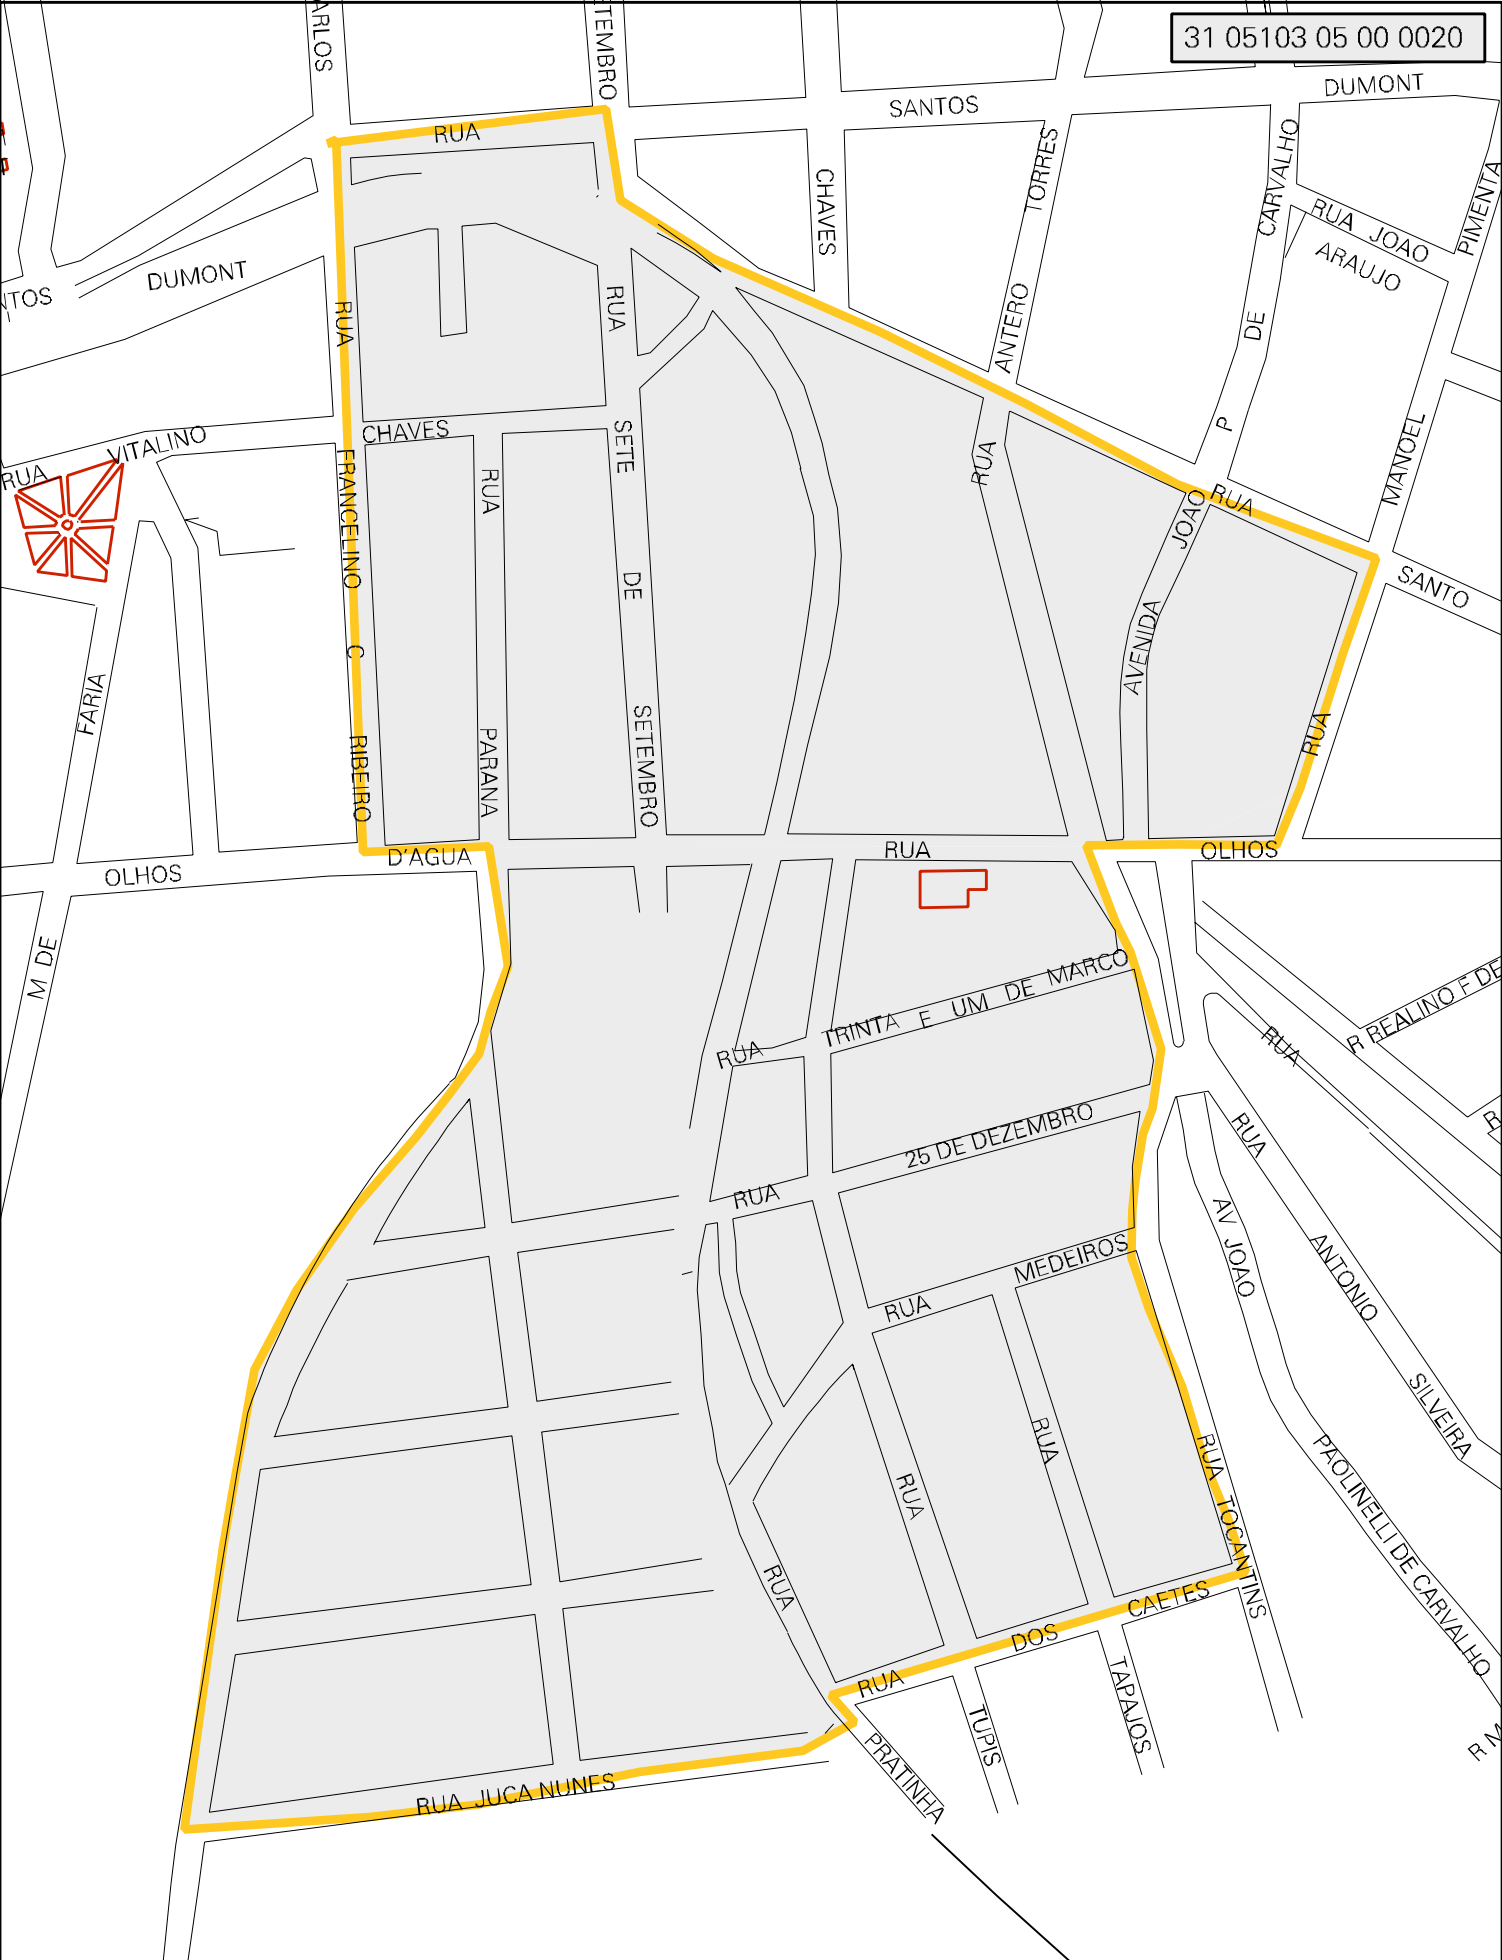 31 05103 05 00 0020
ARLOS
TEMBRO
SANTOS
DUMONT
RUA
CHAVES
TORRES
ANTERO
CARVALHO
DE
P
RUA JOAO
ARAUJO
PIMENTA
MANOEL
NTOS
DUMONT
RUA
RUA
RUA
VITALINO
CHAVES
FRANCELINO
C
RIBEIRO
RUA
PARANA
SETE
DE
SETEMBRO
RUA
JOAO
AVENIDA
RUA
SANTO
RUA
FARIA
M DE
OLHOS
D'AGUA
RUA
OLHOS
RUA
TRINTA E UM DE MARCO
RUA
25 DE DEZEMBRO
RUA
MEDEIROS
R REALINO F DE
RUA
R
RUA
ANTONIO
SILVEIRA
AV JOAO
PAOLINELLI DE CARVALHO
R M
RUA
RUA
RUA
RUA TOCANTINS
RUA
DOS
CAETES
TUPIS
TAPAJOS
PRATINHA
RUA JUCA NUNES